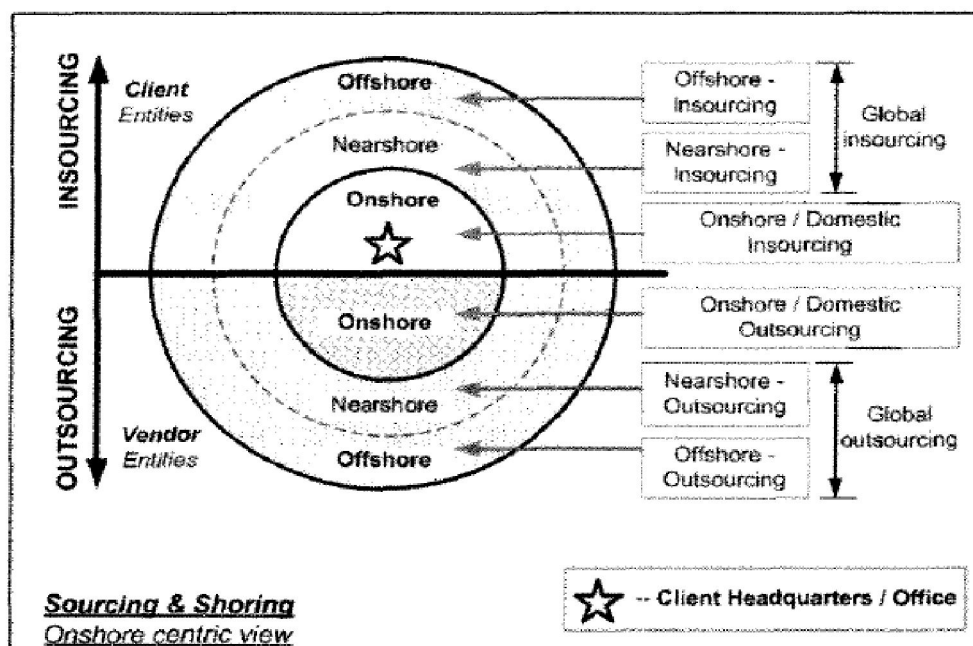 INSOURCING
OUTSOURCING
Client
Entities
Vendor
Entities
Offshore
Nearshore
Onshore
Onshore
Nearshore
Offshore
Offshore -
Insourcing
Nearshore -
Insourcing
Global
insourcing
Onshore / Domestic
Insourcing
Onshore / Domestic
Outsourcing
Nearshore -
Outsourcing
Offshore -
Outsourcing
Global
outsourcing
Sourcing & Shoring
Onshore centric view
-- Client Headquarters / Office